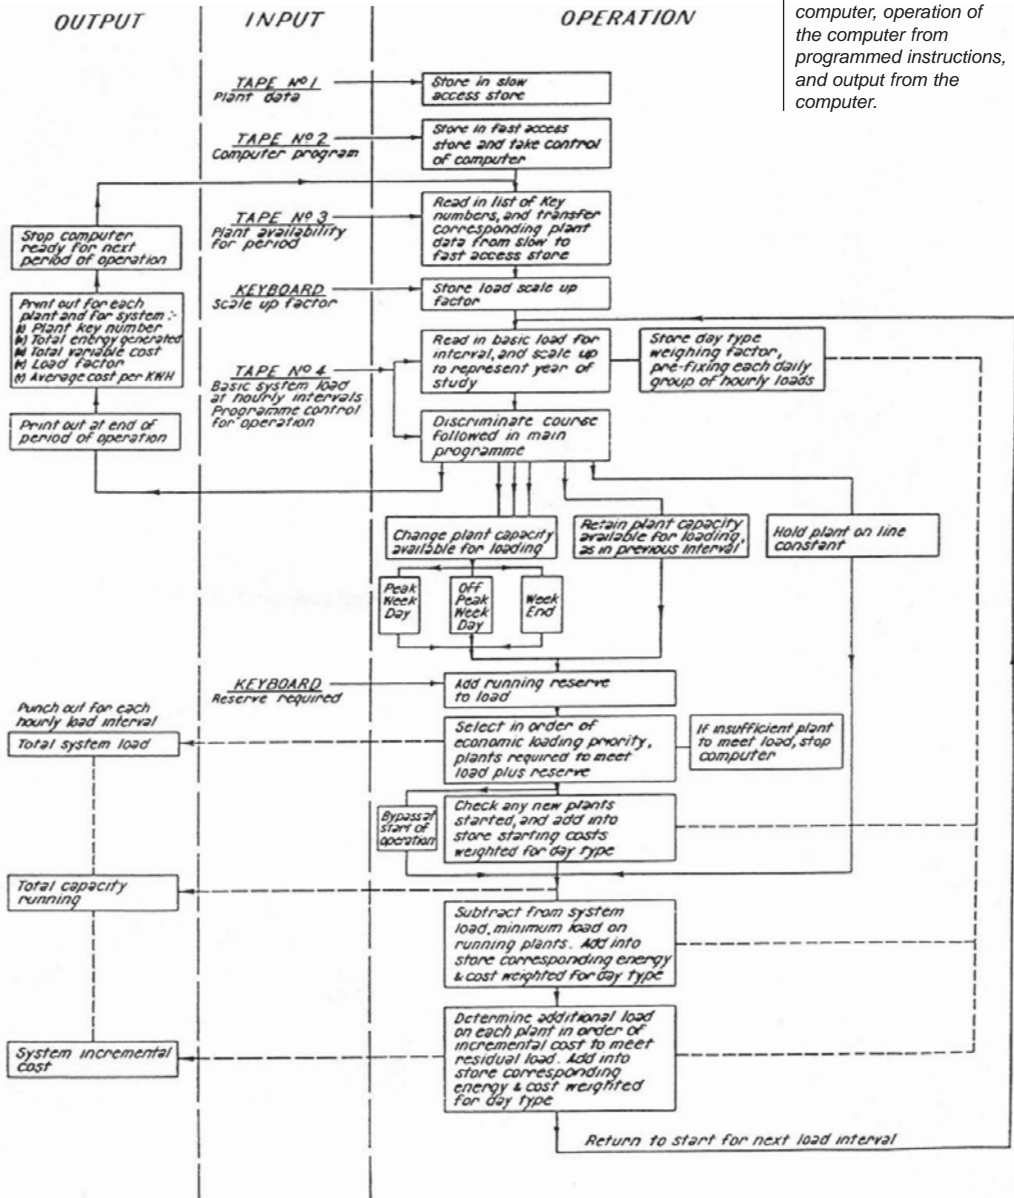 OUTPUT
INPUT
OPERATION
computer, operation of
the computer from
programmed instructions,
and output from the
computer.
TAPE Nº 1
Plant data
Store in slow
access store
TAPE Nº 2
Computer program
Store in fast access
store and take control
of computer
TAPE Nº 3
Plant availability
for period
Read in list of Key
numbers, and transfer
corresponding plant
data from slow to
fast access store
Stop computer
ready for next
period of operation
KEYBOARD
Scale up factor
Store load scale up
factor
Print out for each
plant and for system :-
Plant key number
Total energy generated
Total variable cost
Load factor
Average cost per KWH
Print out at end of
period of operation
TAPE Nº 4
Basic system load
at hourly intervals
Programme control
for operation
Read in basic load for
interval, and scale up
to represent year of
study
Store day type
weighing factor,
pre-fixing each daily
group of hourly loads
Discriminate course
followed in main
programme
Change plant capacity
available for loading
Retain plant capacity
available for loading,
as in previous interval
Hold plant on line
constant
Peak
Week
Day
Off
Peak
Week
Day
Week
End
KEYBOARD
Reserve required
Add running reserve
to load
Punch out for each
hourly load interval
Total system load
Select in order of
economic loading priority,
plants required to meet
load plus reserve
If insufficient plant
to meet load, stop
computer
Bypass at
start of
operation
Check any new plants
started, and add into
store starting costs
weighted for day type
Total capacity
running
Subtract from system
load, minimum load on
running plants. Add into
store corresponding energy
& cost weighted for day type
System incremental
cost
Determine additional load
on each plant in order of
incremental cost to meet
residual load. Add into
store corresponding
energy & cost weighted
for day type
Return to start for next load interval